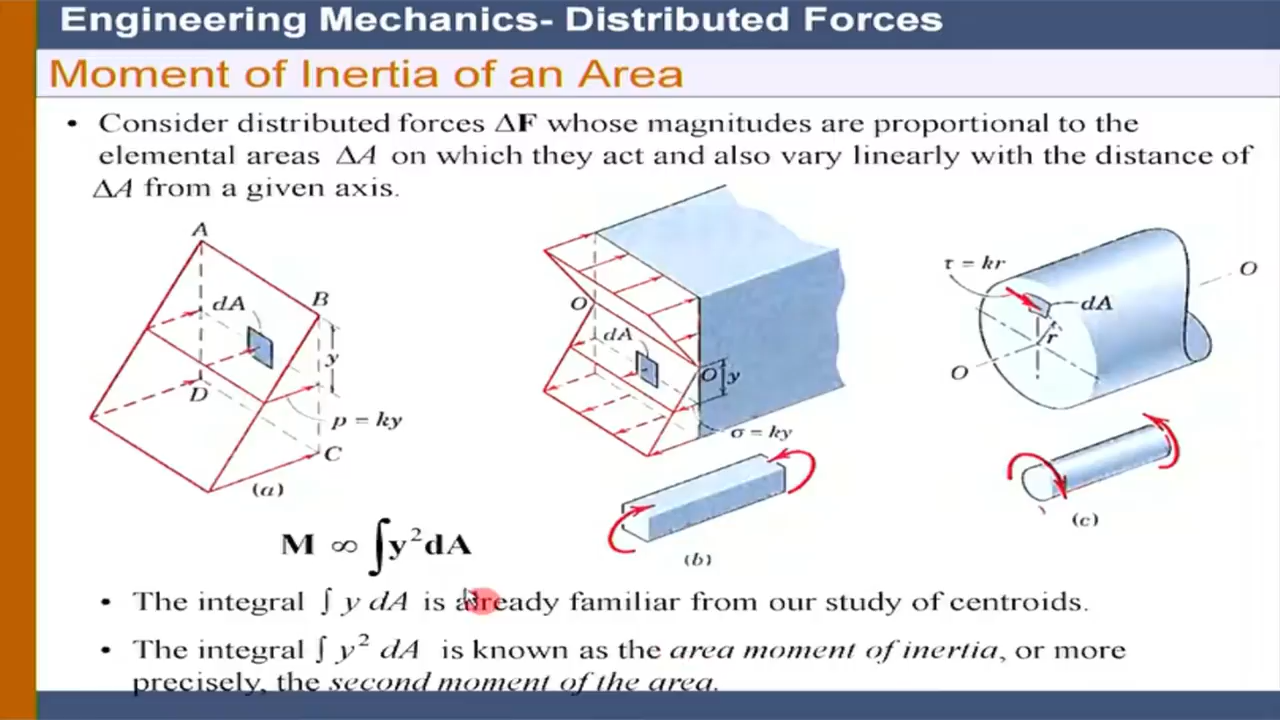 Engineering Mechanics- Distributed Forces
Moment of Inertia of an Area
• Consider distributed forces ΔF whose magnitudes are proportional to the
elemental areas ΔA on which they act and also vary linearly with the distance of
ΔA from a given axis.
A
dA
B
y
D
p = ky
C
(a)
O
dA
O
y
σ = ky
(b)
τ = kr
dA
r
O
O
(c)
M ∞ ∫y²dA
• The integral ∫ y dA is already familiar from our study of centroids.
• The integral ∫ y² dA is known as the area moment of inertia, or more
precisely, the second moment of the area.